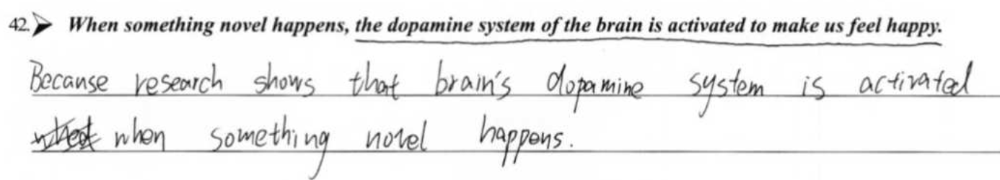 42. ➤ When something novel happens, the dopamine system of the brain is activated to make us feel happy.
Because research shows that brain's dopamine system is activated
when something novel happens.